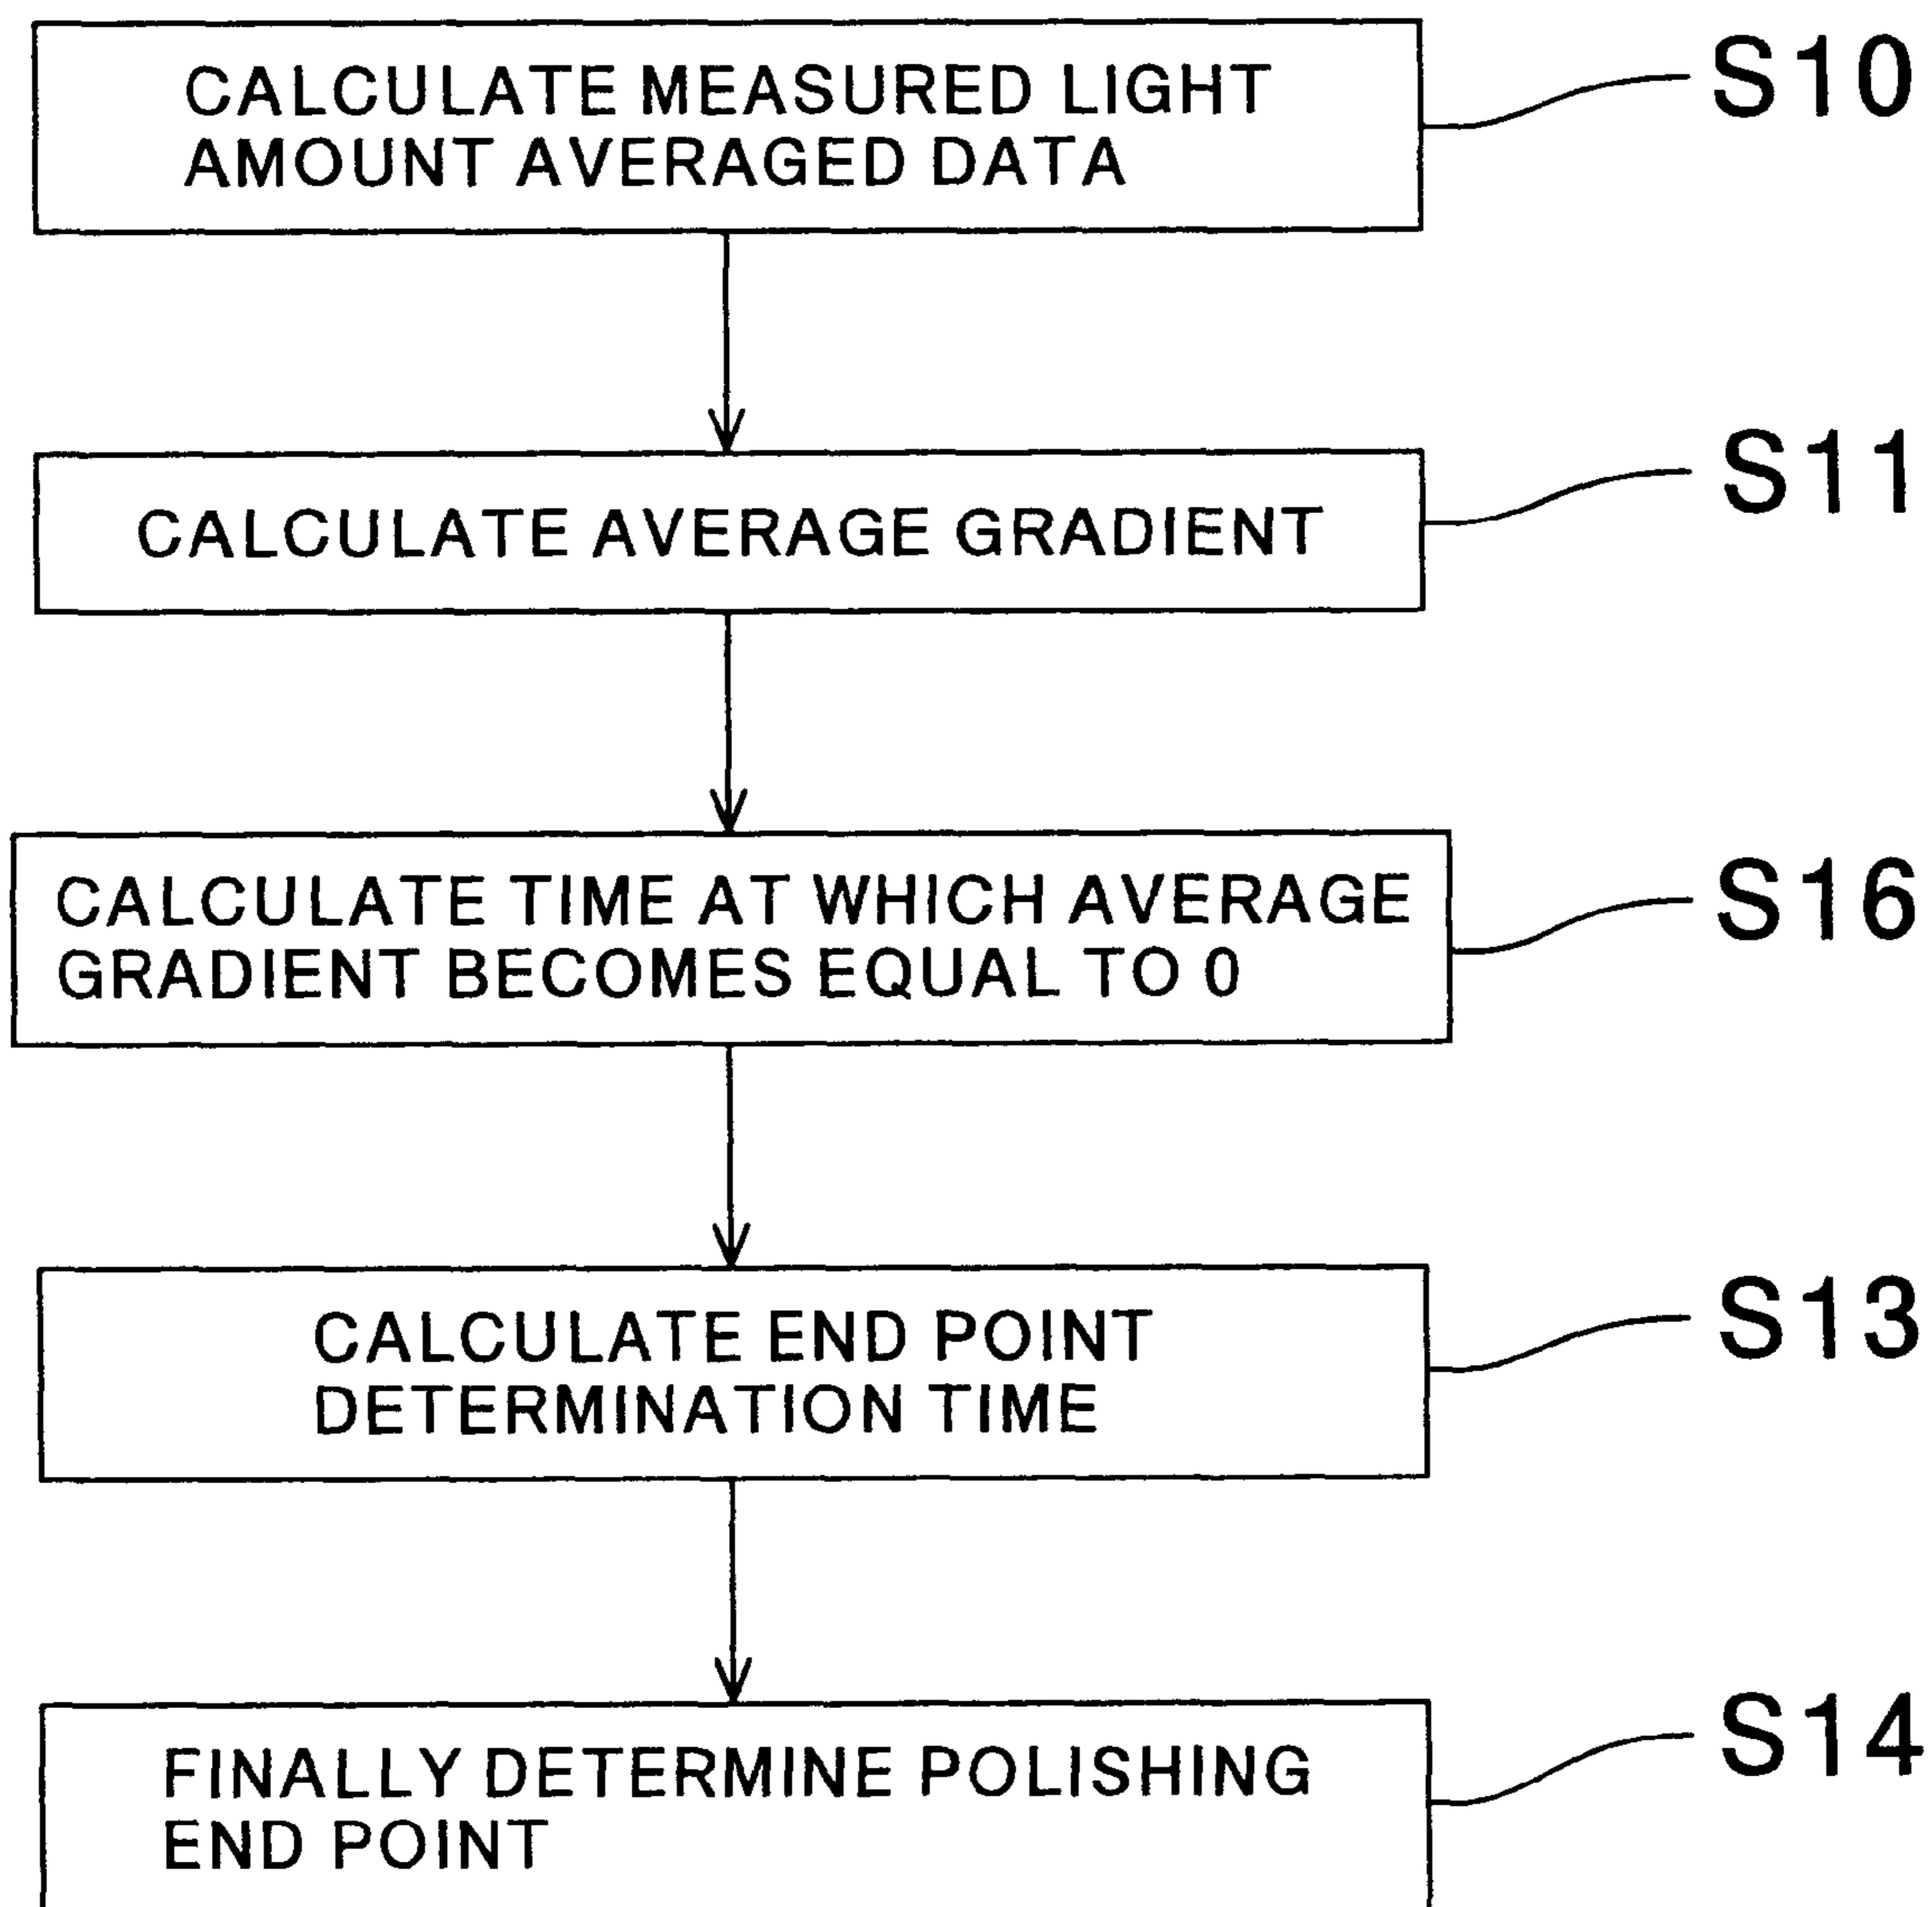 CALCULATE MEASURED LIGHT
AMOUNT AVERAGED DATA
S10
CALCULATE AVERAGE GRADIENT
S11
CALCULATE TIME AT WHICH AVERAGE
GRADIENT BECOMES EQUAL TO 0
S16
CALCULATE END POINT
DETERMINATION TIME
S13
FINALLY DETERMINE POLISHING
END POINT
S14